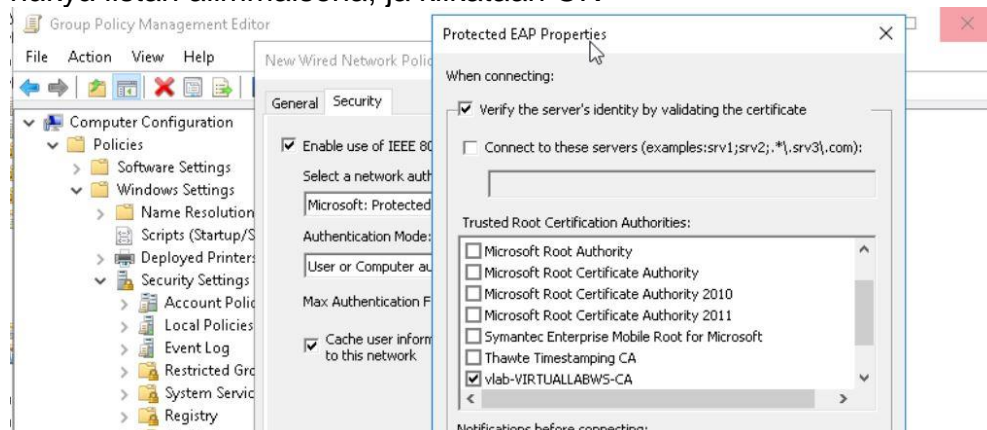 Group Policy Management Editor
File Action View Help
Computer Configuration
Policies
Software Settings
Windows Settings
Name Resolution
Scripts (Startup/S
Deployed Printer
Security Settings
Account Polic
Local Policies
Event Log
Restricted Gro
System Servic
Registry
New Wired Network Polic
General Security
Enable use of IEEE 80
Select a network auth
Microsoft: Protected
Authentication Mode:
User or Computer au
Max Authentication F
Cache user inform
to this network
Protected EAP Properties
When connecting:
Verify the server's identity by validating the certificate
Connect to these servers (examples:srv1;srv2;.*\.srv3\.com):
Trusted Root Certification Authorities:
Microsoft Root Authority
Microsoft Root Certificate Authority
Microsoft Root Certificate Authority 2010
Microsoft Root Certificate Authority 2011
Symantec Enterprise Mobile Root for Microsoft
Thawte Timestamping CA
vlab-VIRTUALLABWS-CA
Notifications before connecting: